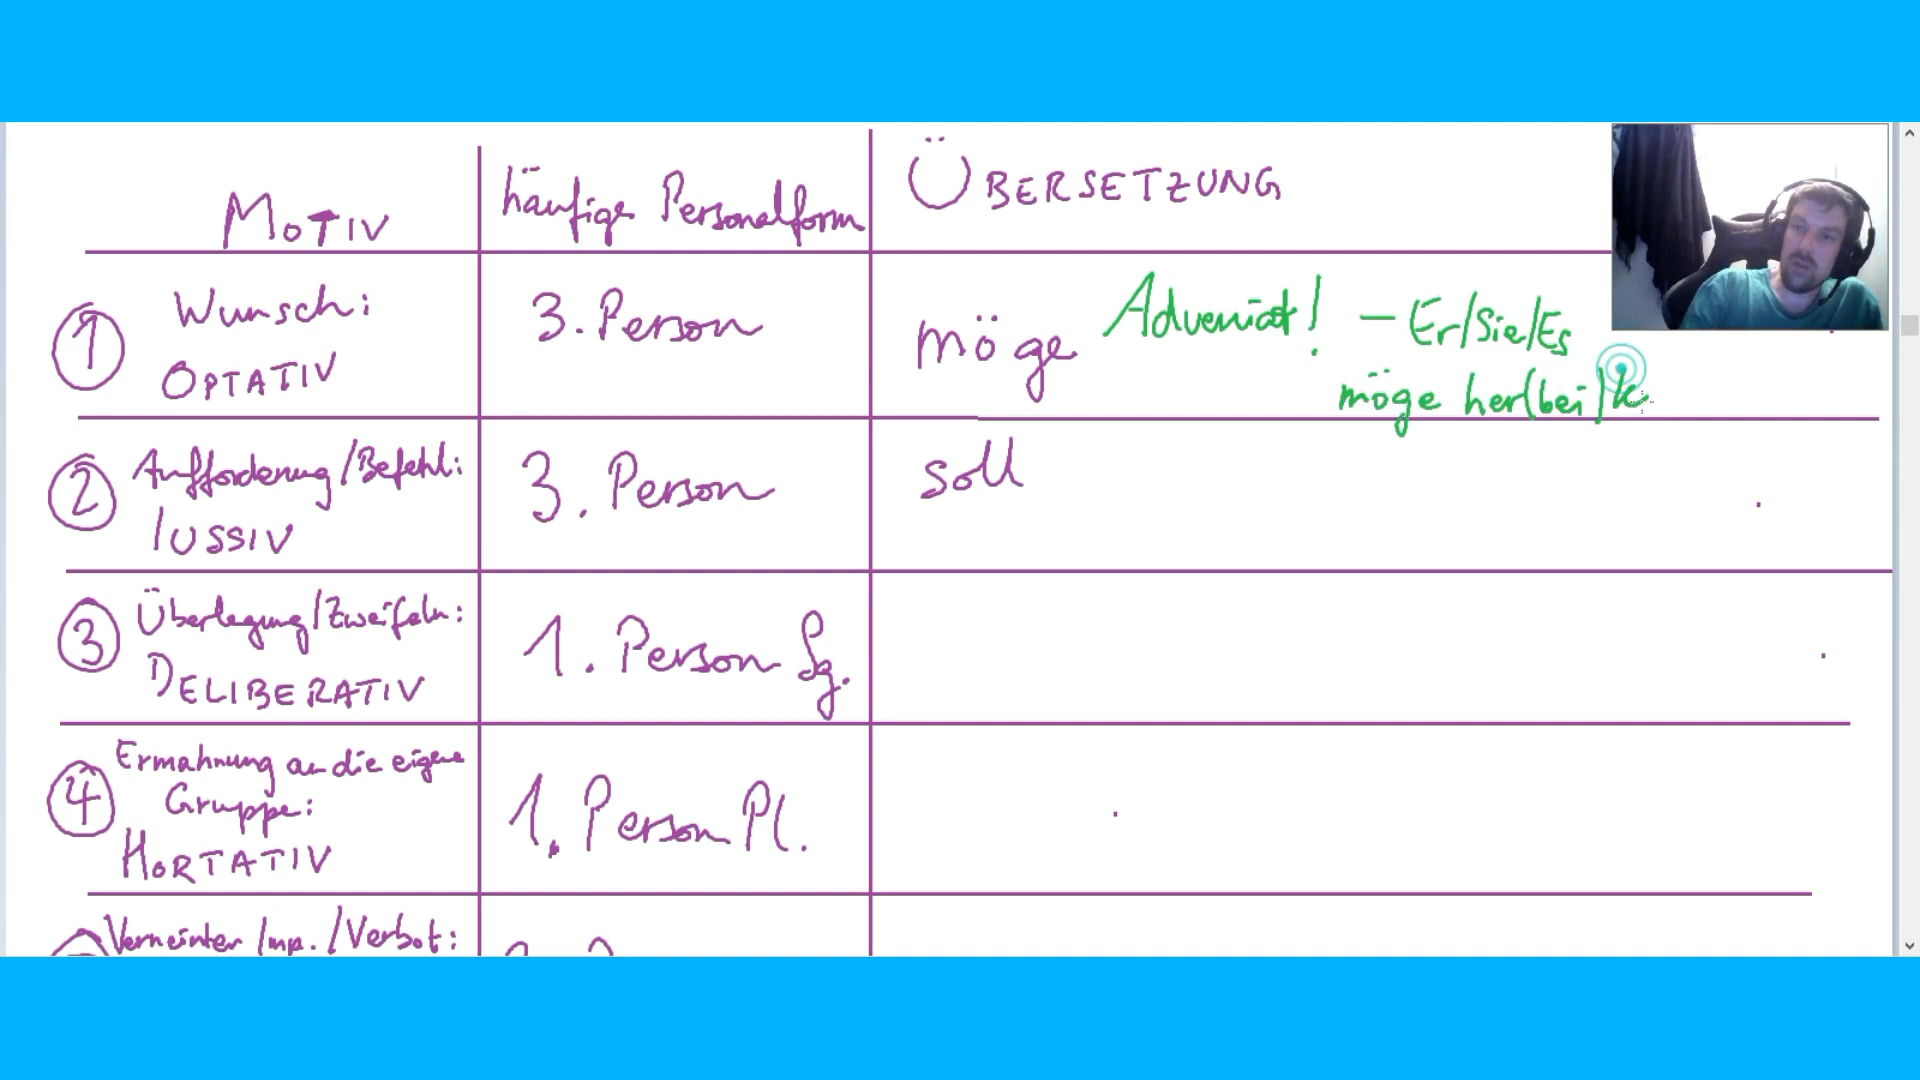 MOTIV
häufige Personalform
ÜBERSETZUNG
① Wunsch:
OPTATIV
3. Person
möge
Adveniat! – Er/Sie/Es
möge her(bei)k
② Aufforderung/Befehl:
IUSSIV
3. Person
soll
③ Überlegung/Zweifeln:
DELIBERATIV
1. Person Sg.
④ Ermahnung an die eigene
Gruppe:
HORTATIV
1. Person Pl.
Verneinter Imp./Verbot: